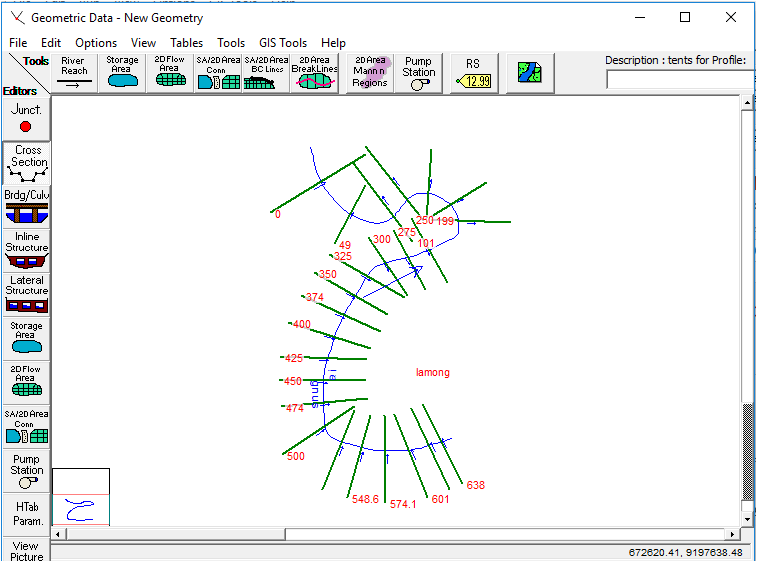 Geometric Data - New Geometry
File Edit Options View Tables Tools GIS Tools Help
Tools
Editors
River
Reach
Storage
Area
2D Flow
Area
SA/2D Area
Conn
SA/2D Area
BC Lines
2D Area
BreakLines
2D Area
Mann n
Regions
Pump
Station
RS
12.99
Description : tents for Profile:
Junct.
Cross
Section
Brdg/Culv
Inline
Structure
Lateral
Structure
Storage
Area
2D Flow
Area
SA/2D Area
Conn
Pump
Station
HTab
Param.
View
Picture
0
49
250
199
275
300
101
325
350
374
400
425
450
474
500
548.6
574.1
601
638
lamong
672620.41, 9197638.48